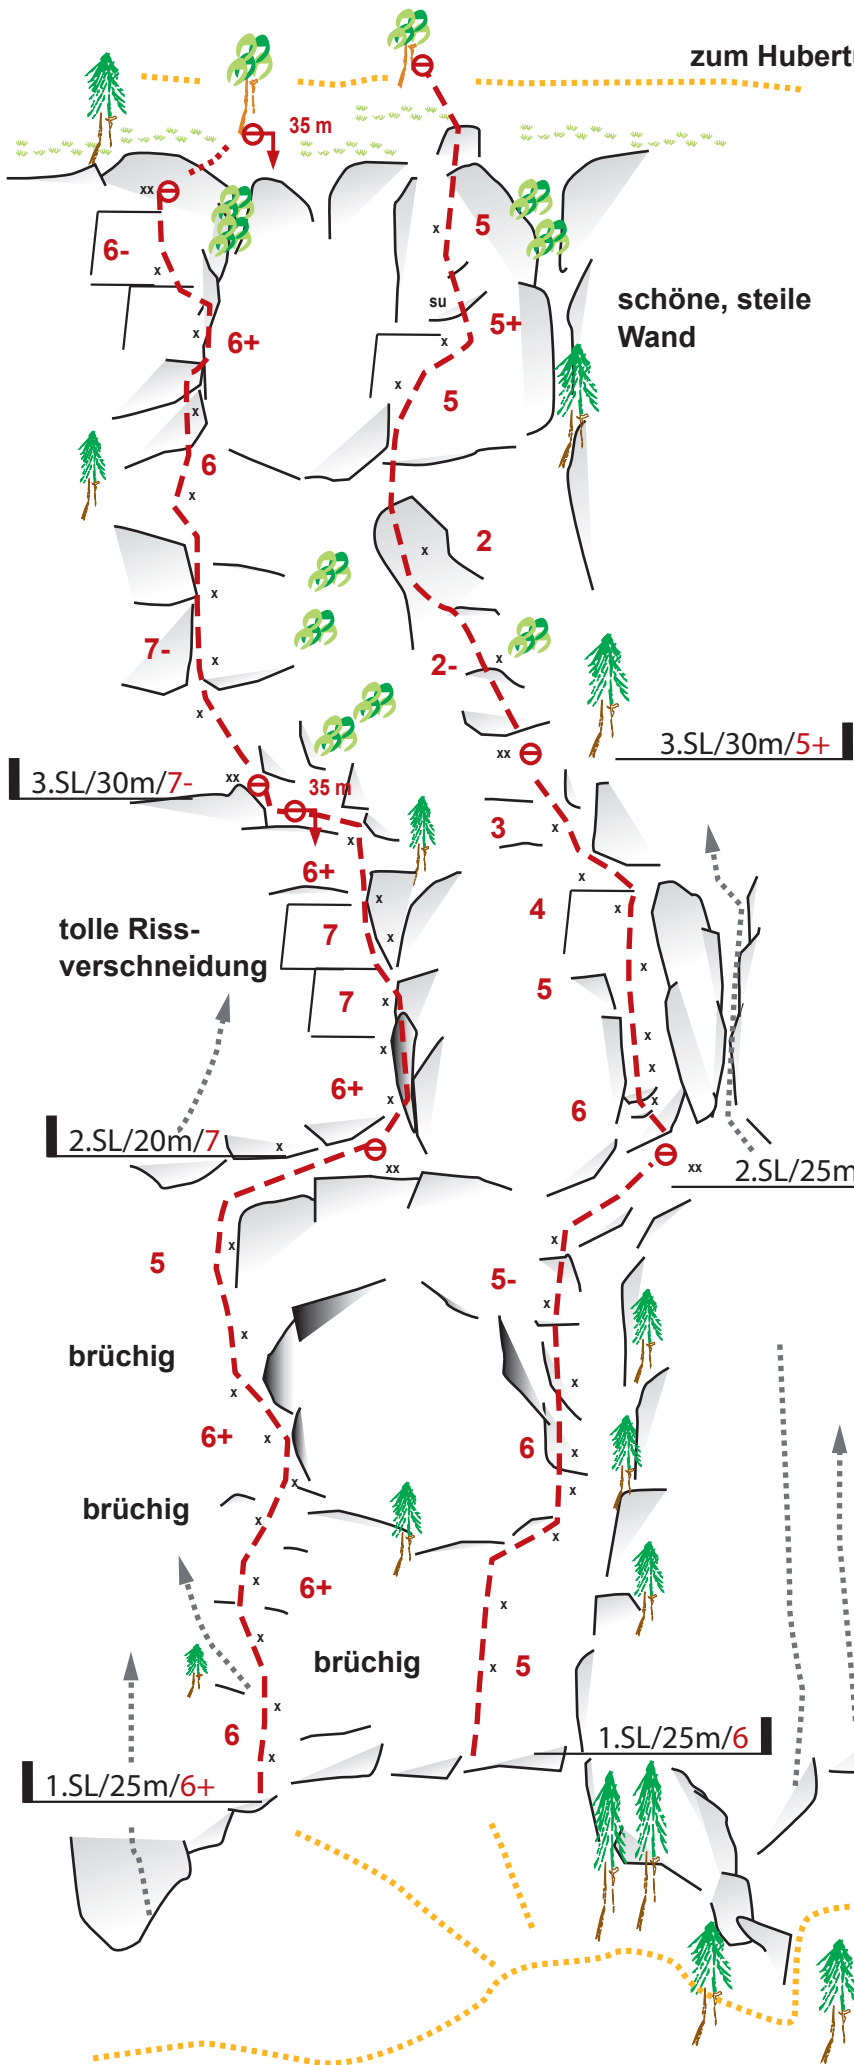 zum Hubert
35 m
xx
6-
x
5
x
su
schöne, steile
Wand
5+
x
6+
x
x
x
5
x
6
x
2
x
x
7-
2-
x
x
x
xx
3.SL/30m/5+
xx
3.SL/30m/7-
35 m
3
x
x
6+
x
x
4
x
tolle Riss-
verschneidung
7
x
x
5
7
x
x
x
6+
x
x
x
6
2.SL/20m/7
x
xx
xx
2.SL/25m
5
x
x
5-
x
x
brüchig
x
x
6+
x
6
x
x
x
brüchig
x
x
x
6+
x
x
brüchig
x
5
x
6
x
1.SL/25m/6
1.SL/25m/6+